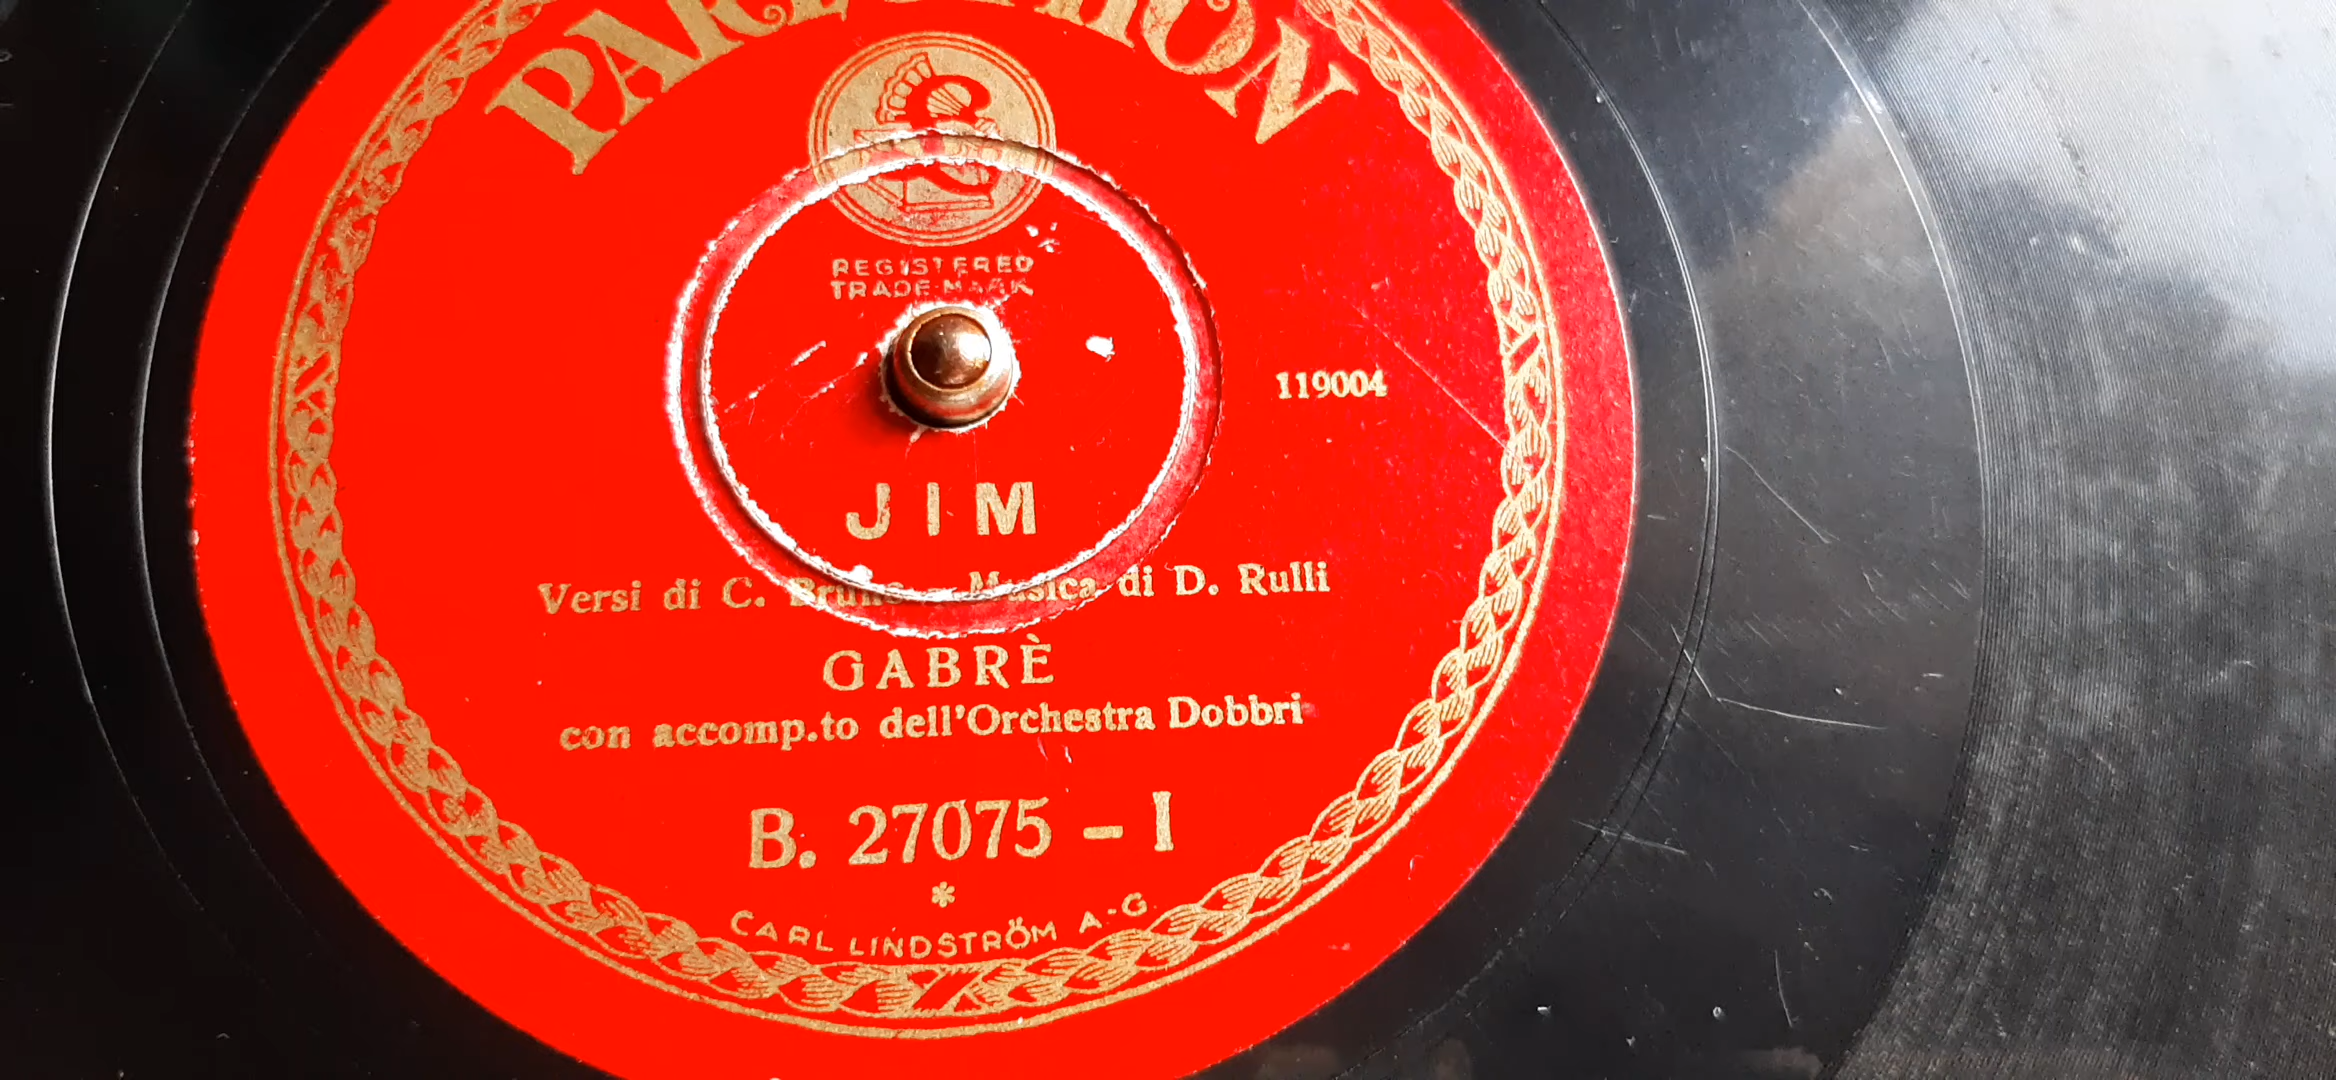 REGISTERED
TRADE MARK
119004
JIM
Versi di C. Bruno - Musica di D. Rulli
GABRÈ
con accomp.to dell'Orchestra Dobbri
B. 27075 - I
*
CARL LINDSTRÖM A-G.